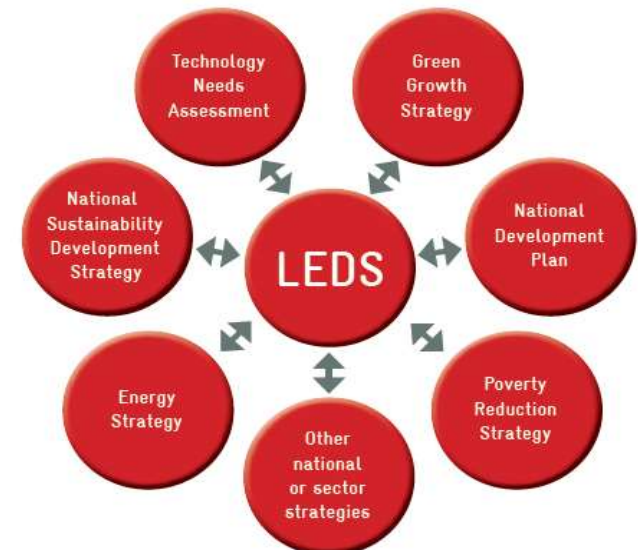 Technology
Needs
Assessment
Green
Growth
Strategy
National
Sustainability
Development
Strategy
LEDS
National
Development
Plan
Energy
Strategy
Poverty
Reduction
Strategy
Other
national
or sector
strategies